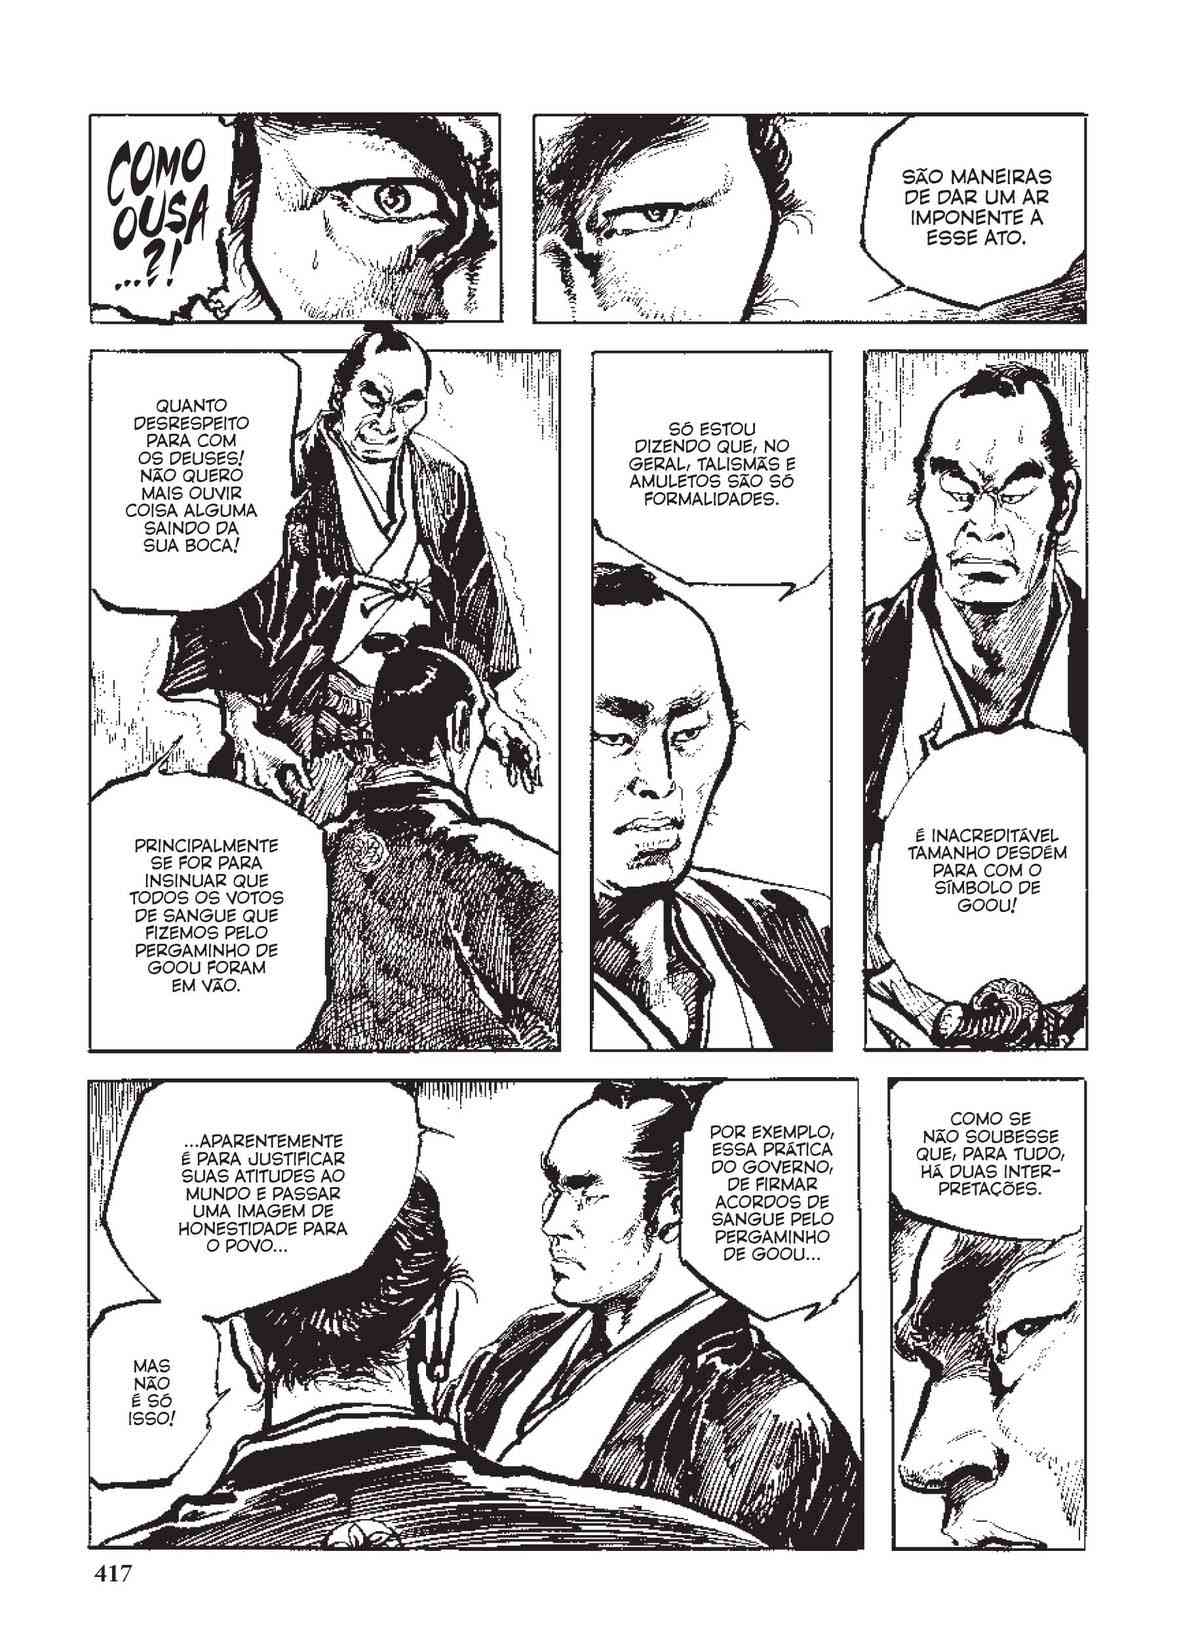 SÃO MANEIRAS
DE DAR UM AR
IMPONENTE A
ESSE ATO.
COMO
OUSA
...?!
É INACREDITÁVEL
TAMANHO DESDÉM
PARA COM O
SÍMBOLO DE
GOOU!
SÓ ESTOU
DIZENDO QUE, NO
GERAL, TALISMÃS E
AMULETOS SÃO SÓ
FORMALIDADES.
QUANTO
DESRESPEITO
PARA COM
OS DEUSES!
NÃO QUERO
MAIS OUVIR
COISA ALGUMA
SAINDO DA
SUA BOCA!
PRINCIPALMENTE
SE FOR PARA
INSINUAR QUE
TODOS OS VOTOS
DE SANGUE QUE
FIZEMOS PELO
PERGAMINHO DE
GOOU FORAM
EM VÃO.
COMO SE
NÃO SOUBESSE
QUE, PARA TUDO,
HÁ DUAS INTER-
PRETAÇÕES.
POR EXEMPLO,
ESSA PRÁTICA
DO GOVERNO,
DE FIRMAR
ACORDOS DE
SANGUE PELO
PERGAMINHO
DE GOOU...
...APARENTEMENTE
É PARA JUSTIFICAR
SUAS ATITUDES AO
MUNDO E PASSAR
UMA IMAGEM DE
HONESTIDADE PARA
O POVO...
MAS
NÃO
É SÓ
ISSO!
417